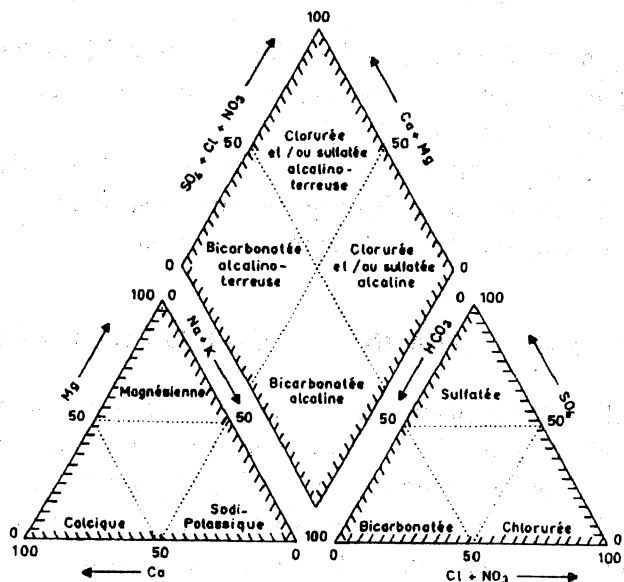 100
SO₄ + Cl + NO₃
Ca + Mg
50
50
Clorurée
et / ou sulfatée
alcalino-
terreuse
0
0
Bicarbonatée
alcalino-
terreuse
Clorurée
et / ou sulfatée
alcaline
Bicarbonatée
alcaline
100
0
Na + K
Mg
50
50
Magnésienne
Calcique
Sodi-
Potassique
0
100
50
0
100
Ca
0
100
HCO₃
SO₄
50
50
Sulfatée
Bicarbonatée
Chlorurée
0
0
50
100
Cl + NO₃